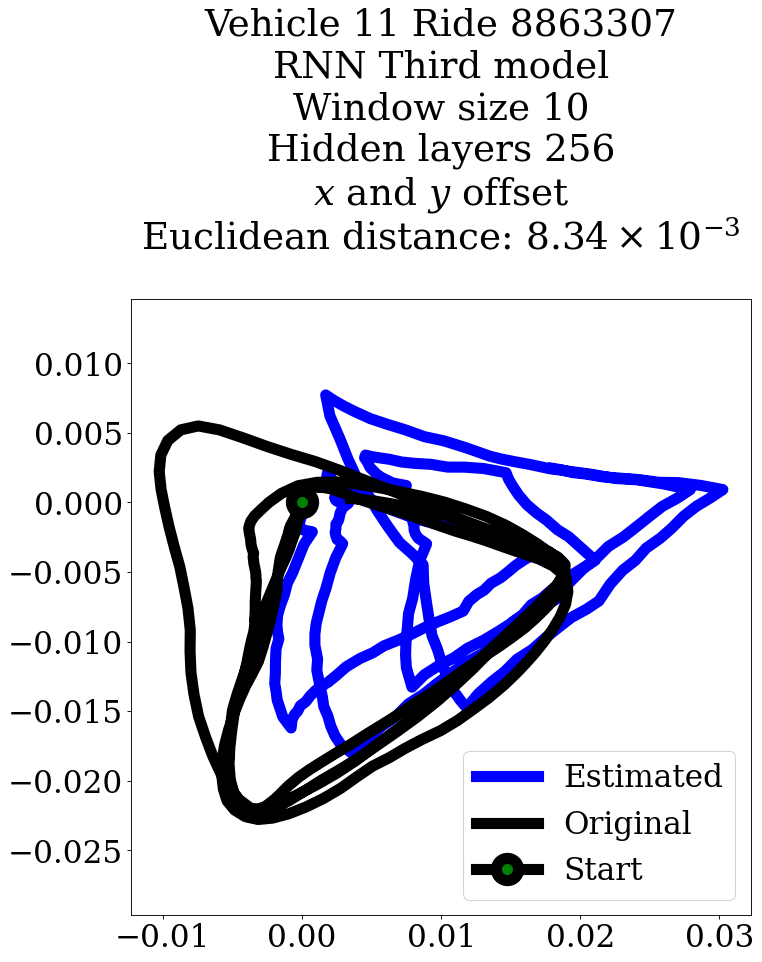 Vehicle 11 Ride 8863307
RNN Third model
Window size 10
Hidden layers 256
x and y offset
Euclidean distance: 8.34 × 10⁻³
0.010
0.005
0.000
−0.005
−0.010
−0.015
−0.020
−0.025
Estimated
Original
Start
−0.01 0.00 0.01 0.02 0.03